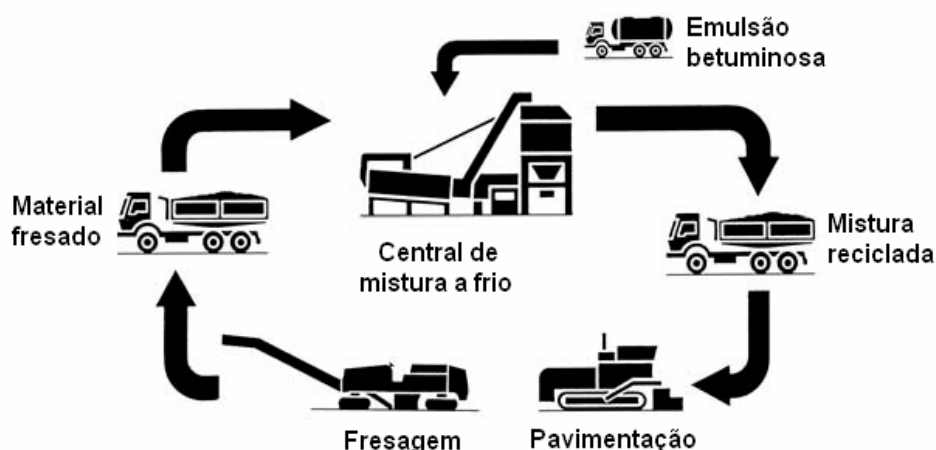 Emulsão
betuminosa
Material
fresado
Central de
mistura a frio
Mistura
reciclada
Fresagem
Pavimentação